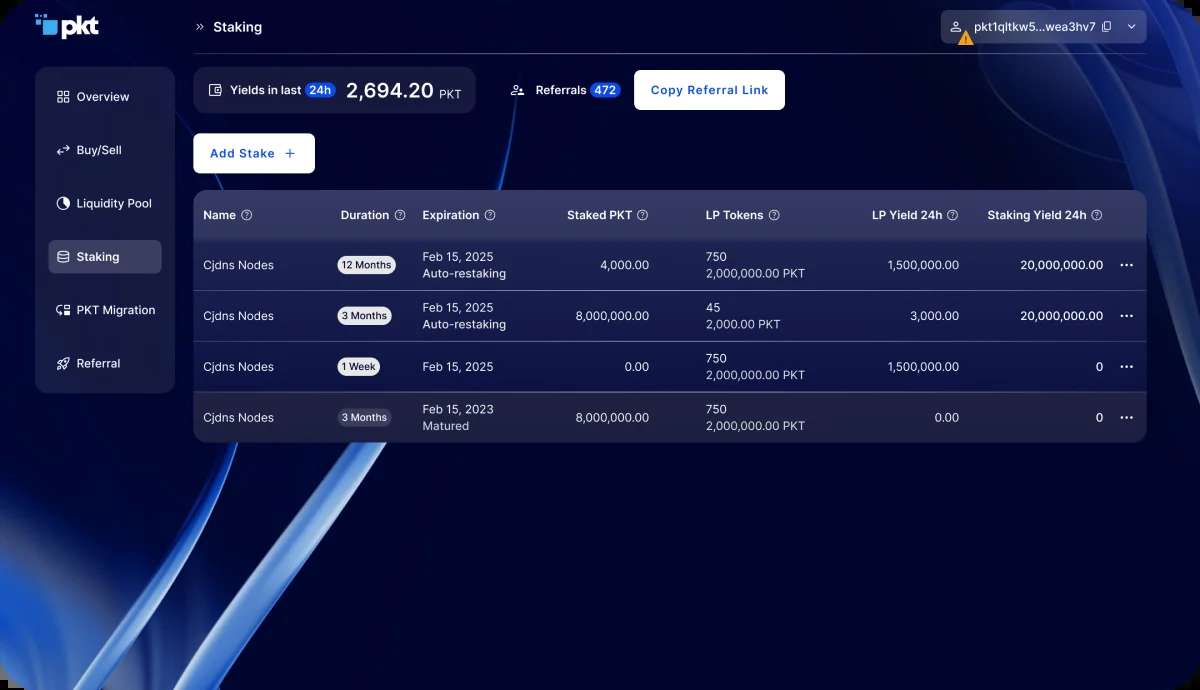 pkt
» Staking
pkt1qltkw5...wea3hv7
Overview
Buy/Sell
Liquidity Pool
Staking
PKT Migration
Referral
Yields in last 24h 2,694.20 PKT
Referrals 472
Copy Referral Link
Add Stake +
Name Duration Expiration Staked PKT LP Tokens LP Yield 24h Staking Yield 24h
Cjdns Nodes 12 Months Feb 15, 2025 4,000.00 750 1,500,000.00 20,000,000.00
Auto-restaking 2,000,000.00 PKT
Cjdns Nodes 3 Months Feb 15, 2025 8,000,000.00 45 3,000.00 20,000,000.00
Auto-restaking 2,000.00 PKT
Cjdns Nodes 1 Week Feb 15, 2025 0.00 750 1,500,000.00 0
2,000,000.00 PKT
Cjdns Nodes 3 Months Feb 15, 2023 8,000,000.00 750 0.00 0
Matured 2,000,000.00 PKT